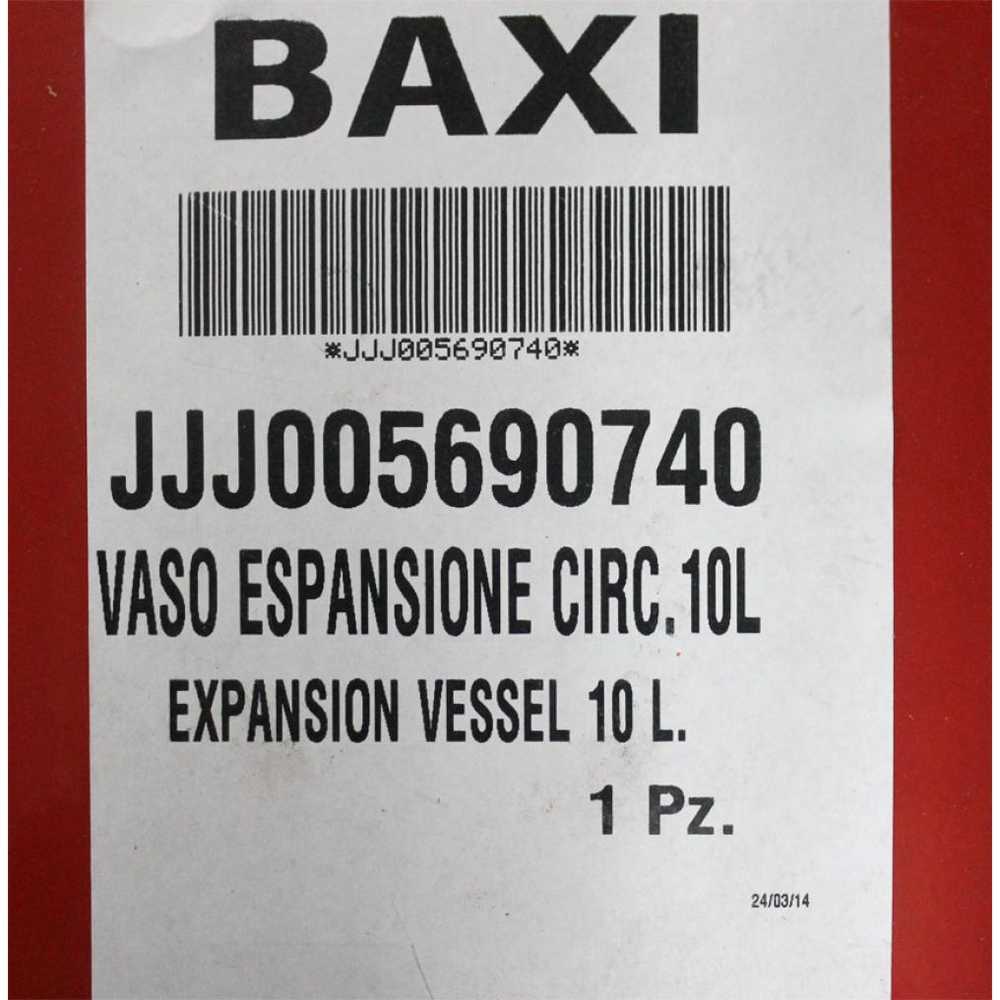 BAXI
*JJJ005690740*
JJJ005690740
VASO ESPANSIONE CIRC.10L
EXPANSION VESSEL 10 L.
1 Pz.
24/03/14